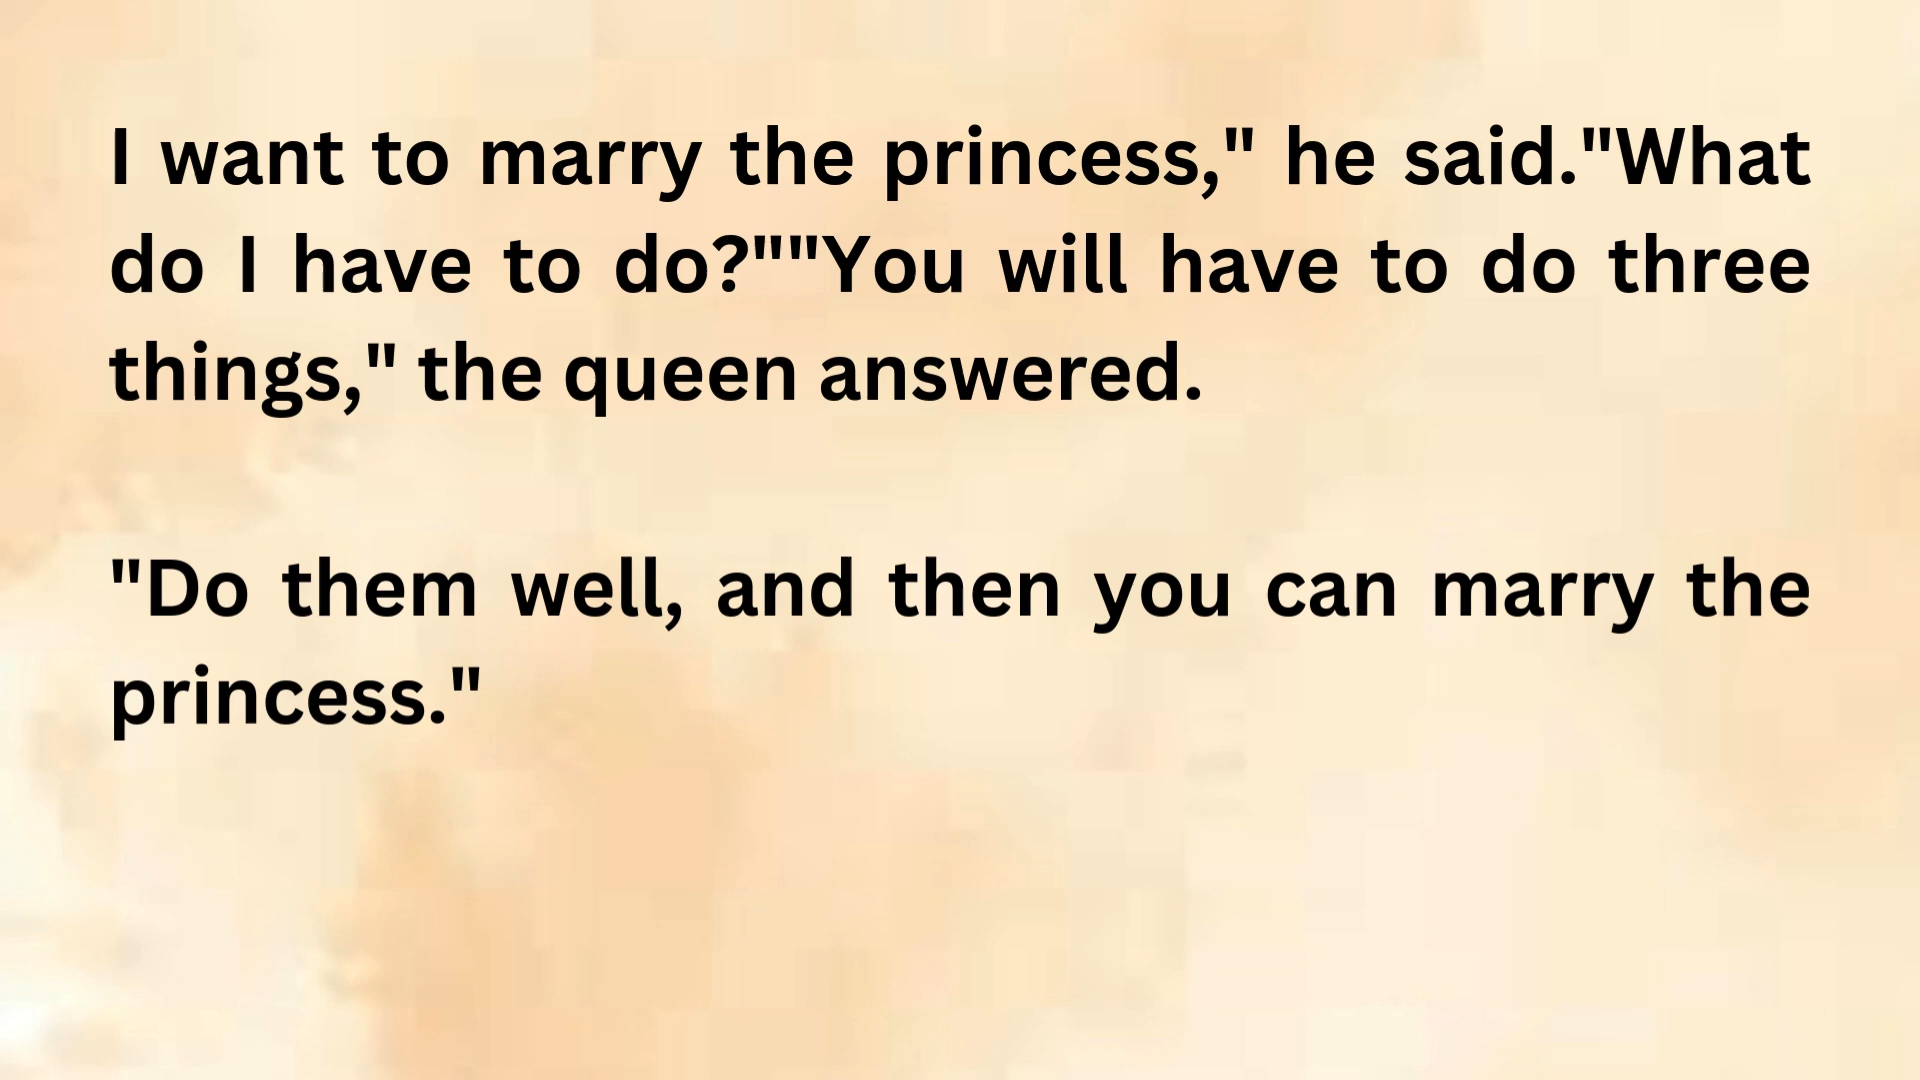 I want to marry the princess," he said."What
do I have to do?""You will have to do three
things," the queen answered.
"Do them well, and then you can marry the
princess."